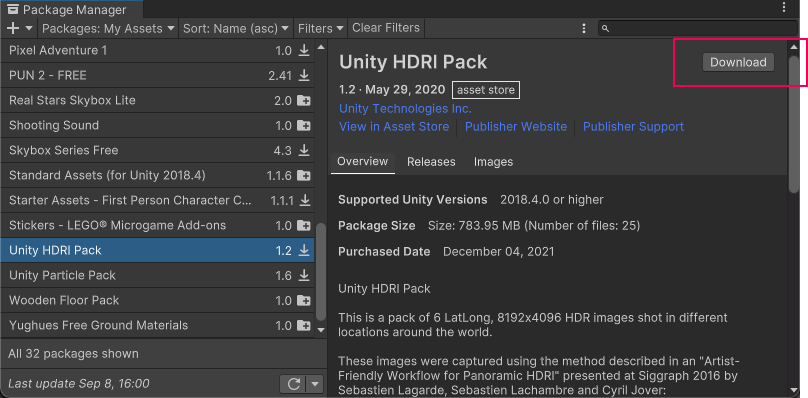 Package Manager
Packages: My Assets Sort: Name (asc) Filters Clear Filters
Pixel Adventure 1 1.0
PUN 2 - FREE 2.41
Real Stars Skybox Lite 2.0
Shooting Sound 1.0
Skybox Series Free 4.3
Standard Assets (for Unity 2018.4) 1.1.6
Starter Assets - First Person Character C... 1.1.1
Stickers - LEGO® Microgame Add-ons 1.0
Unity HDRI Pack 1.2
Unity Particle Pack 1.6
Wooden Floor Pack 1.0
Yughues Free Ground Materials 1.0
All 32 packages shown
Last update Sep 8, 16:00
Unity HDRI Pack
Download
1.2 · May 29, 2020 asset store
Unity Technologies Inc.
View in Asset Store Publisher Website Publisher Support
Overview Releases Images
Supported Unity Versions 2018.4.0 or higher
Package Size Size: 783.95 MB (Number of files: 25)
Purchased Date December 04, 2021
Unity HDRI Pack
This is a pack of 6 LatLong, 8192x4096 HDR images shot in different
locations around the world.
These images were captured using the method described in an "Artist-
Friendly Workflow for Panoramic HDRI" presented at Siggraph 2016 by
Sebastien Lagarde, Sebastien Lachambre and Cyril Jover: